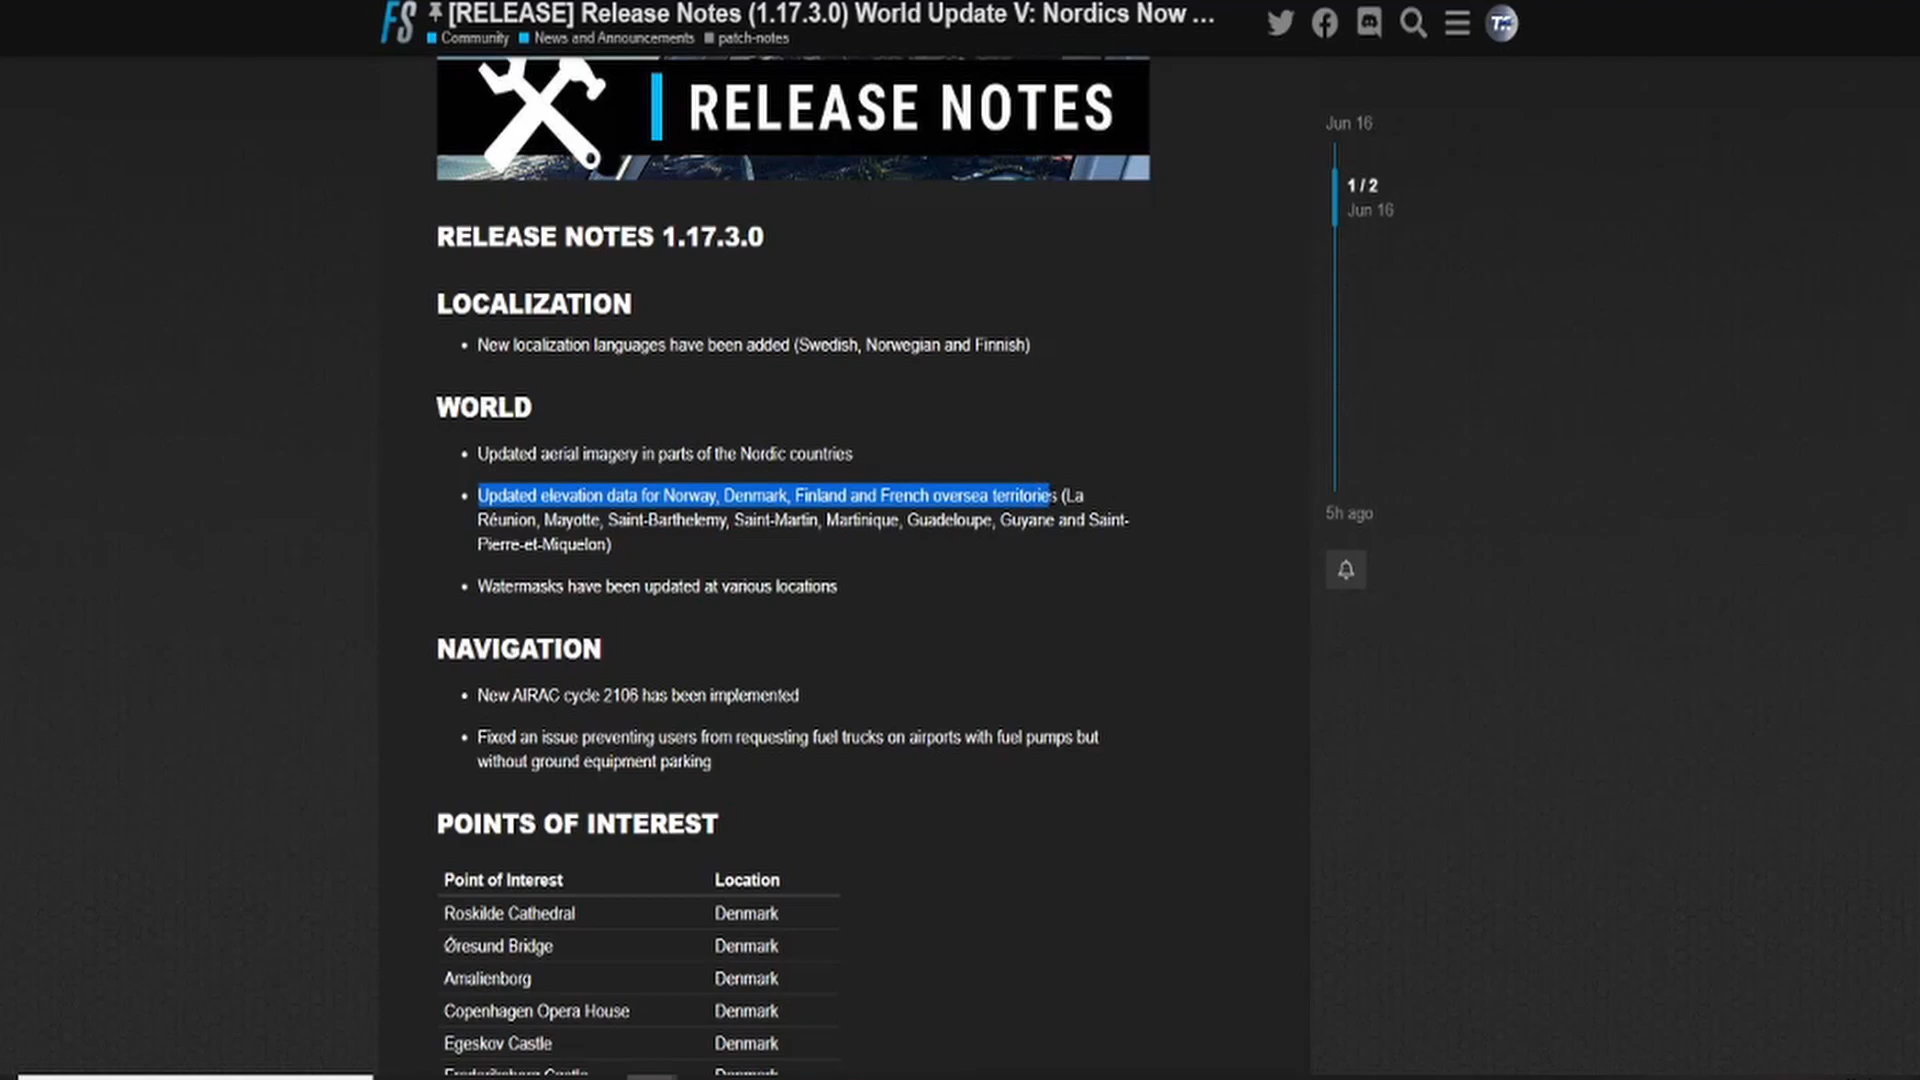 FS
[RELEASE] Release Notes (1.17.3.0) World Update V: Nordics Now ...
Community News and Announcements patch-notes
RELEASE NOTES
RELEASE NOTES 1.17.3.0
LOCALIZATION
• New localization languages have been added (Swedish, Norwegian and Finnish)
WORLD
• Updated aerial imagery in parts of the Nordic countries
• Updated elevation data for Norway, Denmark, Finland and French oversea territories (La
Réunion, Mayotte, Saint-Barthelemy, Saint-Martin, Martinique, Guadeloupe, Guyane and Saint-
Pierre-et-Miquelon)
• Watermasks have been updated at various locations
NAVIGATION
• New AIRAC cycle 2106 has been implemented
• Fixed an issue preventing users from requesting fuel trucks on airports with fuel pumps but
without ground equipment parking
POINTS OF INTEREST
Point of Interest Location
Roskilde Cathedral Denmark
Øresund Bridge Denmark
Amalienborg Denmark
Copenhagen Opera House Denmark
Egeskov Castle Denmark
Jun 16
1 / 2
Jun 16
5h ago